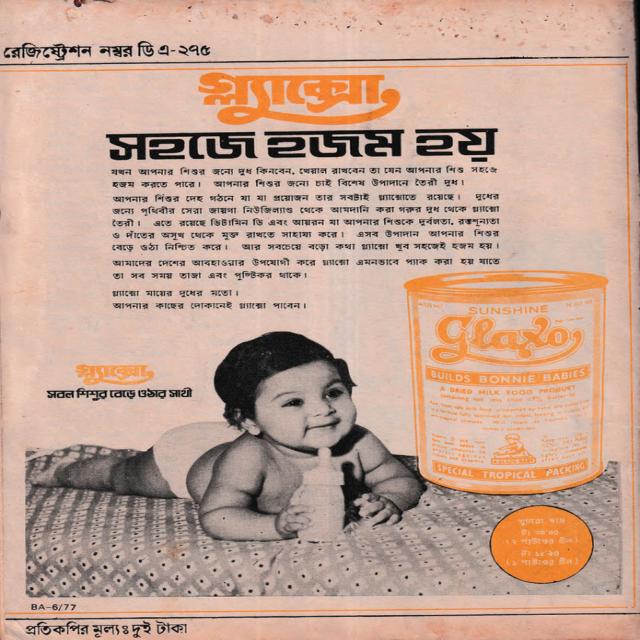 রেজিষ্ট্রেশন নম্বর ডি এ-২৭৫
গ্ল্যাক্সো
সহজে হজম হয়
যখন আপনার শিশুর জন্যে দুধ কিনবেন, খেয়াল রাখবেন তা যেন আপনার শিশু সহজে
হজম করতে পারে। আপনার শিশুর জন্যে চাই বিশেষ উপাদানে তৈরী দুধ।
আপনার শিশুর দেহ গঠনে যা যা প্রয়োজন তার সবটাই গ্ল্যাক্সোতে রয়েছে। দুধের
জন্যে পৃথিবীর সেরা জায়গা নিউজিল্যাণ্ড থেকে আমদানি করা গরুর দুধ থেকে গ্ল্যাক্সো
তৈরী। এতে রয়েছে ভিটামিন ডি এবং আয়রন যা আপনার শিশুকে দুর্বলতা, রক্তশূন্যতা
ও দাঁতের অসুখ থেকে মুক্ত রাখতে সাহায্য করে। এসব উপাদান আপনার শিশুর
বেড়ে ওঠা নিশ্চিত করে। আর সবচেয়ে বড়ো কথা গ্ল্যাক্সো খুব সহজেই হজম হয়।
আমাদের দেশের আবহাওয়ার উপযোগী করে গ্ল্যাক্সো এমনভাবে প্যাক করা হয় যাতে
তা সব সময় তাজা এবং পুষ্টিকর থাকে।
গ্ল্যাক্সো মায়ের দুধের মতো।
আপনার কাছের দোকানেই গ্ল্যাক্সো পাবেন।
SUNSHINE
Glaxo
BUILDS BONNIE BABIES
A DRIED MILK FOOD PRODUCT
SPECIAL TROPICAL PACKING
গ্ল্যাক্সো
সবল শিশুর বেড়ে ওঠার সাথী
খুচরো দাম
(২ পাউণ্ডের টিন)
(১ পাউণ্ডের টিন)
BA-6/77
প্রতিকপির মূল্যঃ দুই টাকা